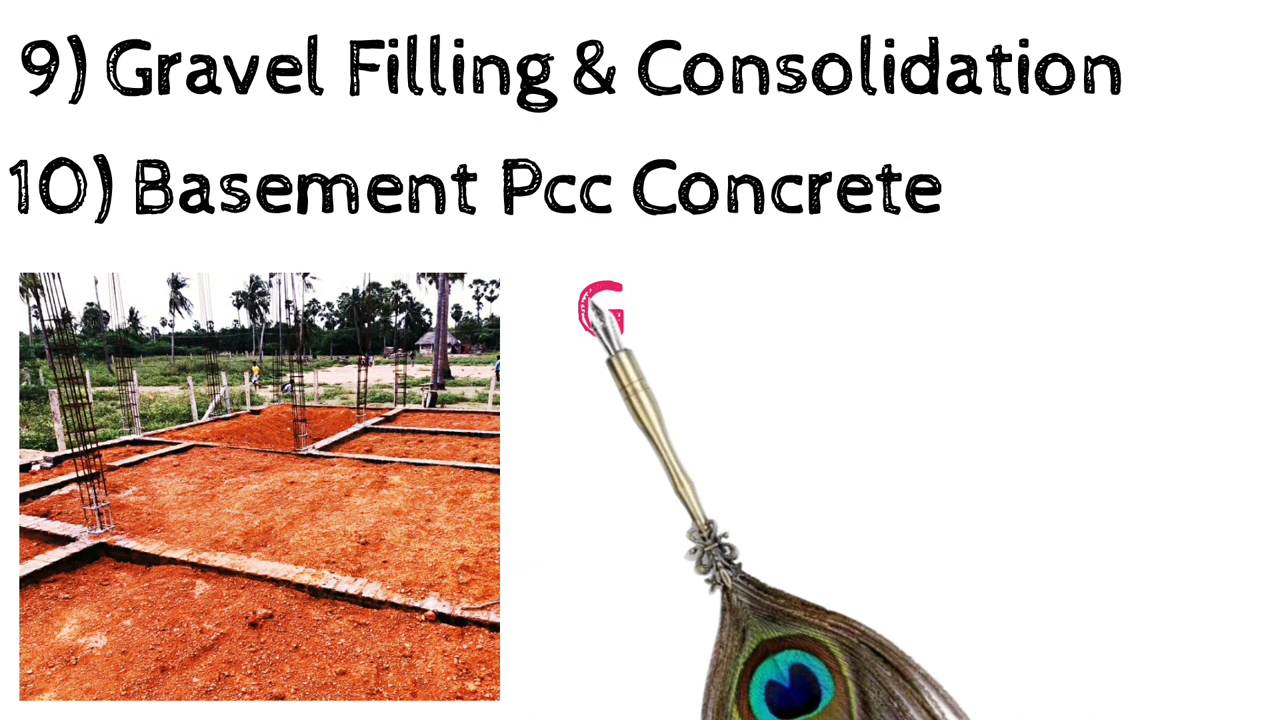 9) Gravel Filling & Consolidation
10) Basement Pcc Concrete
G